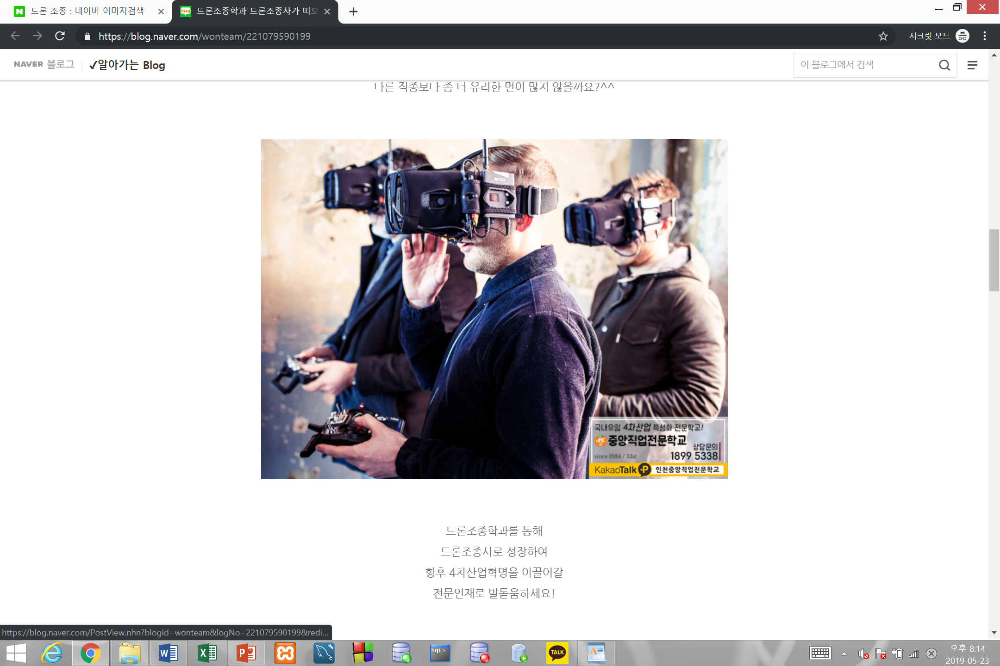 드론 조종 : 네이버 이미지검색
blog 드론조종학과 드론조종사가 떠오
https://blog.naver.com/wonteam/221079590199
시크릿 모드
NAVER 블로그
✓알아가는 Blog
이 블로그에서 검색
다른 직종보다 좀 더 유리한 면이 많지 않을까요?^^
12
국내유일 4차산업 특성화 전문학교!
JAC 중앙직업전문학교
상담문의
since 1984 / 33st
1899 5338
KakaoTalk P 인천중앙직업전문학교
드론조종학과를 통해
드론조종사로 성장하여
향후 4차산업혁명을 이끌어갈
전문인재로 발돋움하세요!
https://blog.naver.com/PostView.nhn?blogId=wonteam&logNo=221079590199&redi...
SQL>
TALK
오후 8:14
2019-05-23